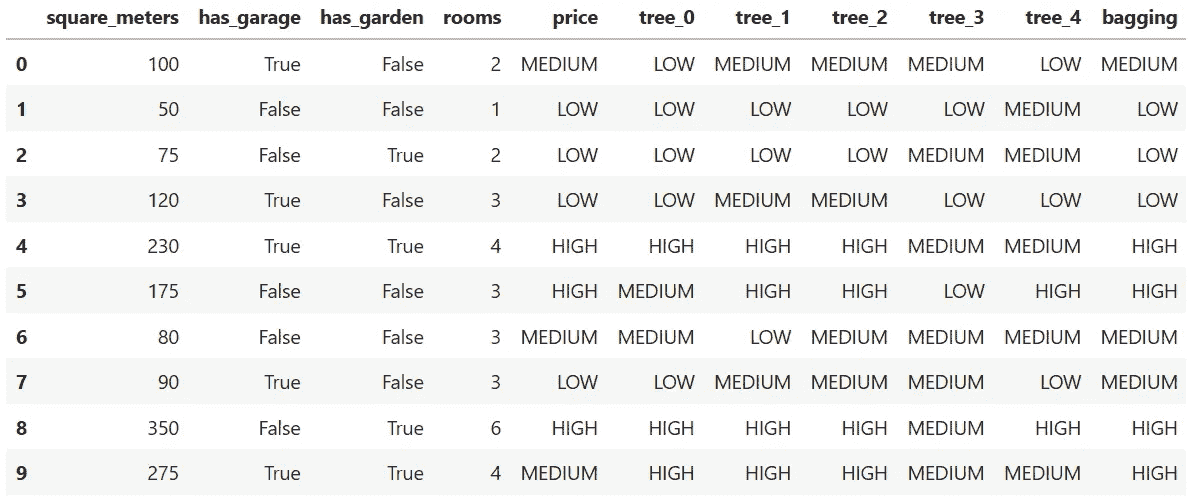 square_meters has_garage has_garden rooms price tree_0 tree_1 tree_2 tree_3 tree_4 bagging
0 100 True False 2 MEDIUM LOW MEDIUM MEDIUM MEDIUM LOW MEDIUM
1 50 False False 1 LOW LOW LOW LOW LOW MEDIUM LOW
2 75 False True 2 LOW LOW LOW LOW MEDIUM MEDIUM LOW
3 120 True False 3 LOW LOW MEDIUM MEDIUM LOW LOW LOW
4 230 True True 4 HIGH HIGH HIGH HIGH MEDIUM MEDIUM HIGH
5 175 False False 3 HIGH MEDIUM HIGH HIGH LOW HIGH HIGH
6 80 False False 3 MEDIUM MEDIUM LOW MEDIUM MEDIUM MEDIUM MEDIUM
7 90 True False 3 LOW LOW MEDIUM MEDIUM MEDIUM LOW MEDIUM
8 350 False True 6 HIGH HIGH HIGH HIGH MEDIUM HIGH HIGH
9 275 True True 4 MEDIUM HIGH HIGH HIGH MEDIUM MEDIUM HIGH